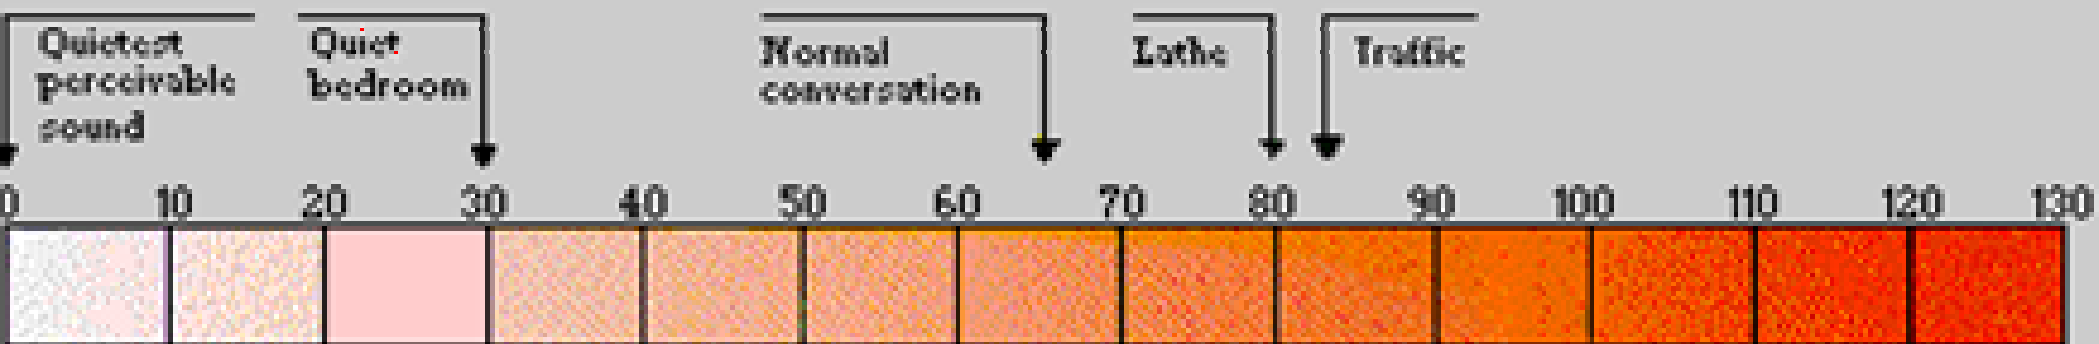 Quietest
perceivable
sound
Quiet
bedroom
Normal
conversation
Lathe
Traffic
0 10 20 30 40 50 60 70 80 90 100 110 120 130